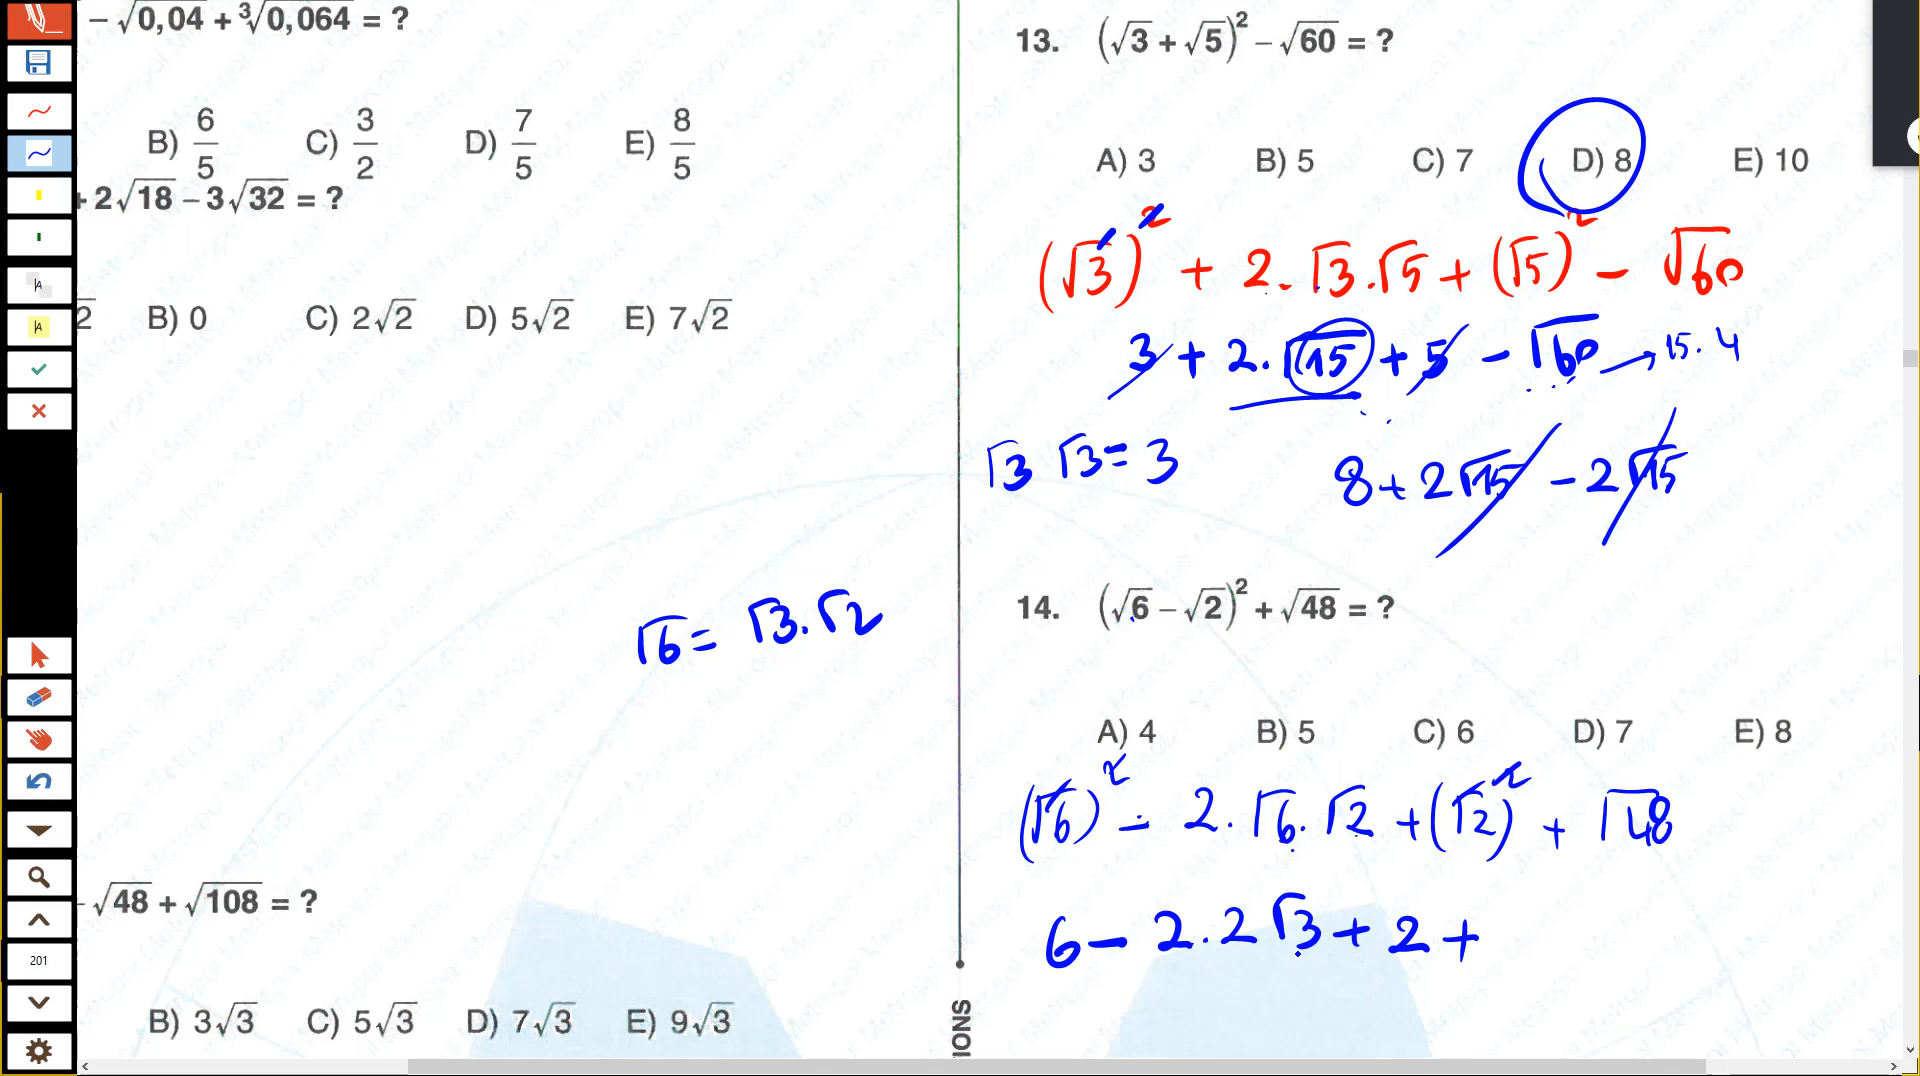 − √0,04 + ³√0,064 = ?
B) 6/5 C) 3/2 D) 7/5 E) 8/5
+ 2√18 − 3√32 = ?
2 B) 0 C) 2√2 D) 5√2 E) 7√2
√6 = √3.√2
− √48 + √108 = ?
B) 3√3 C) 5√3 D) 7√3 E) 9√3
IONS
13. (√3 + √5)² − √60 = ?
A) 3 B) 5 C) 7 D) 8 E) 10
(√3)² + 2.√3.√5 + (√5)² − √60
3 + 2.√15 + 5 − √60 → 15.4
√3 √3 = 3
8 + 2√15 − 2√15
14. (√6 − √2)² + √48 = ?
A) 4 B) 5 C) 6 D) 7 E) 8
(√6)² − 2.√6.√2 + (√2)² + √48
6 − 2.2√3 + 2 +
201
Metropol